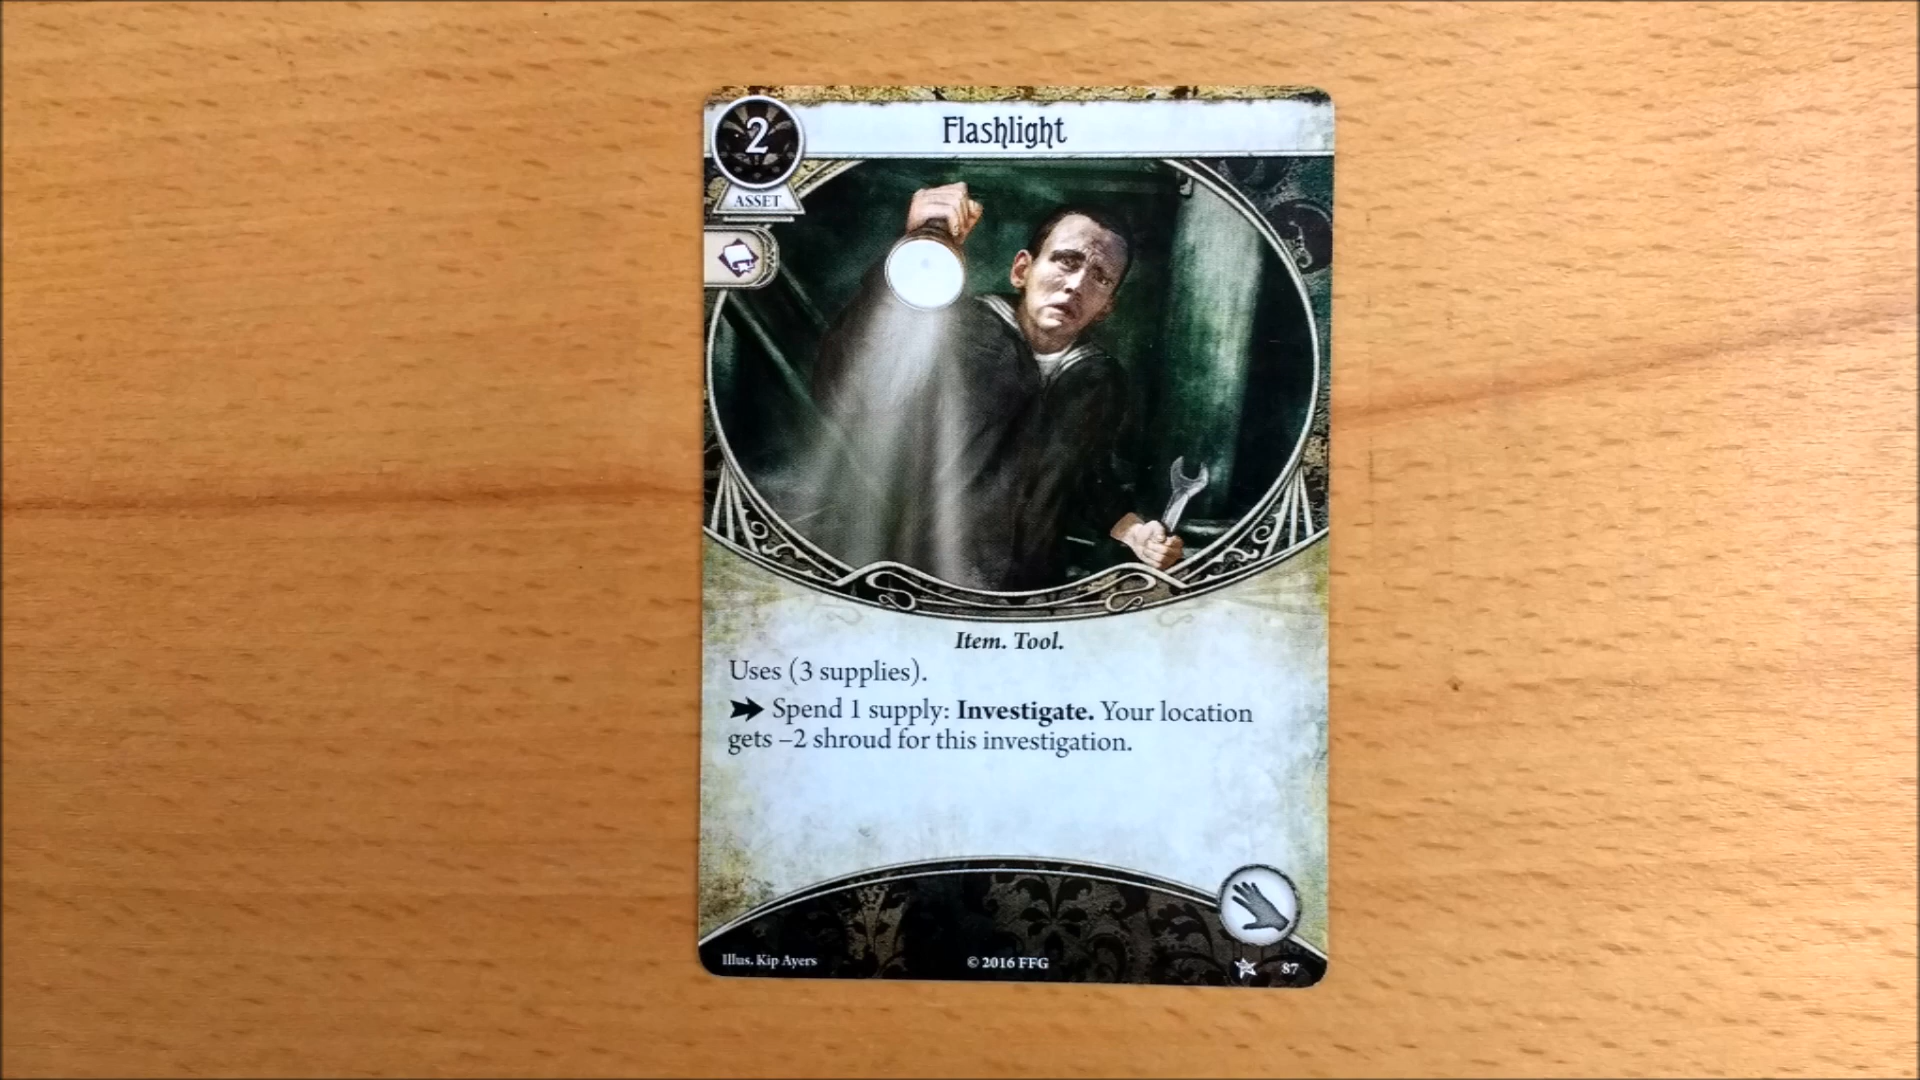 2
Flashlight
ASSET
Item. Tool.
Uses (3 supplies).
Spend 1 supply: Investigate. Your location
gets –2 shroud for this investigation.
Illus. Kip Ayers
© 2016 FFG
87